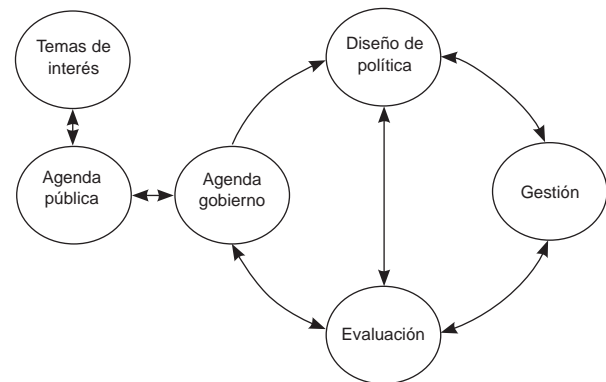 Temas de
interés
Diseño de
política
Agenda
pública
Agenda
gobierno
Gestión
Evaluación